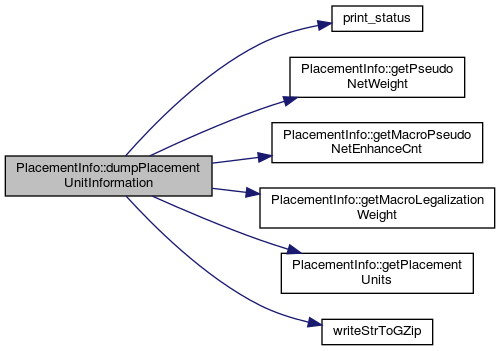 print_status
PlacementInfo::getPseudo
NetWeight
PlacementInfo::getMacroPseudo
NetEnhanceCnt
PlacementInfo::dumpPlacement
UnitInformation
PlacementInfo::getMacroLegalization
Weight
PlacementInfo::getPlacement
Units
writeStrToGZip